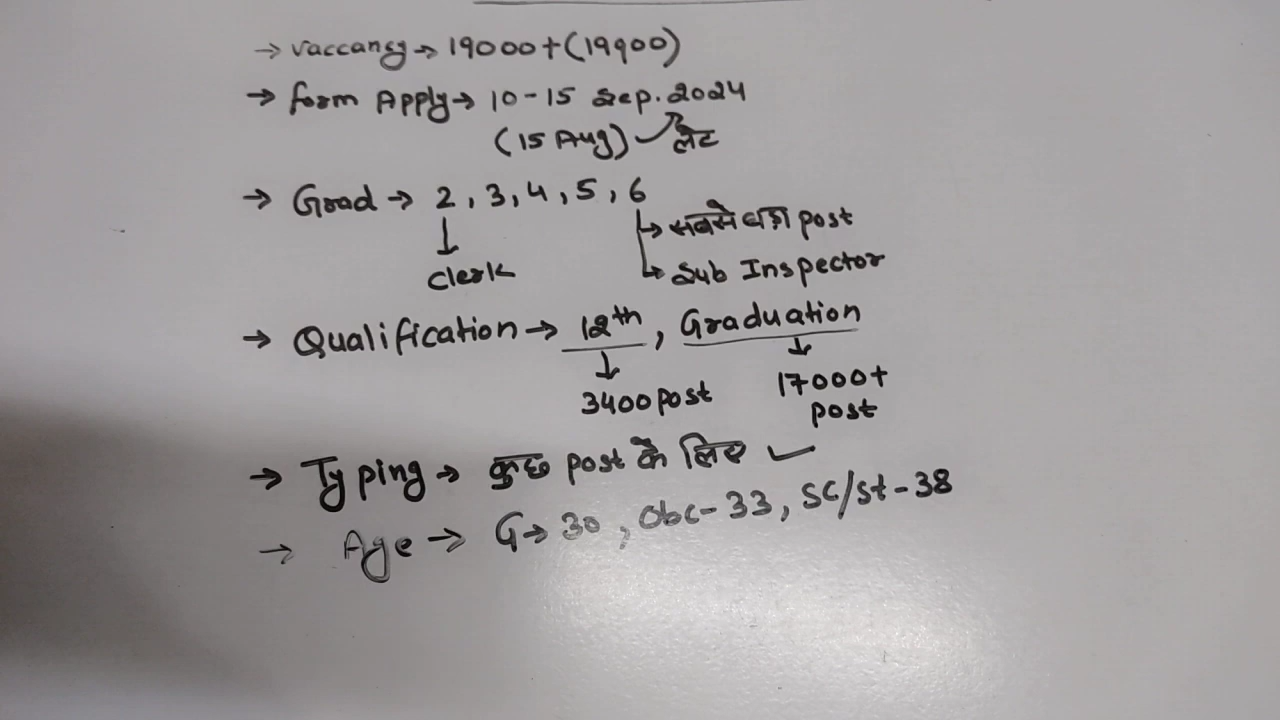 → vaccancy → 19000+(19900)
→ form Apply → 10-15 Sep. 2024
(15 Aug) लेट
→ Grad → 2, 3, 4, 5, 6
→ सबसे बड़ा post
↓
clerk
→ Sub Inspector
→ Qualification → 12th, Graduation
↓ ↓
3400 post 17000+
post
→ Typing → कुछ post के लिए ✓
→ Age → G → 30, Obc-33, SC/St-38